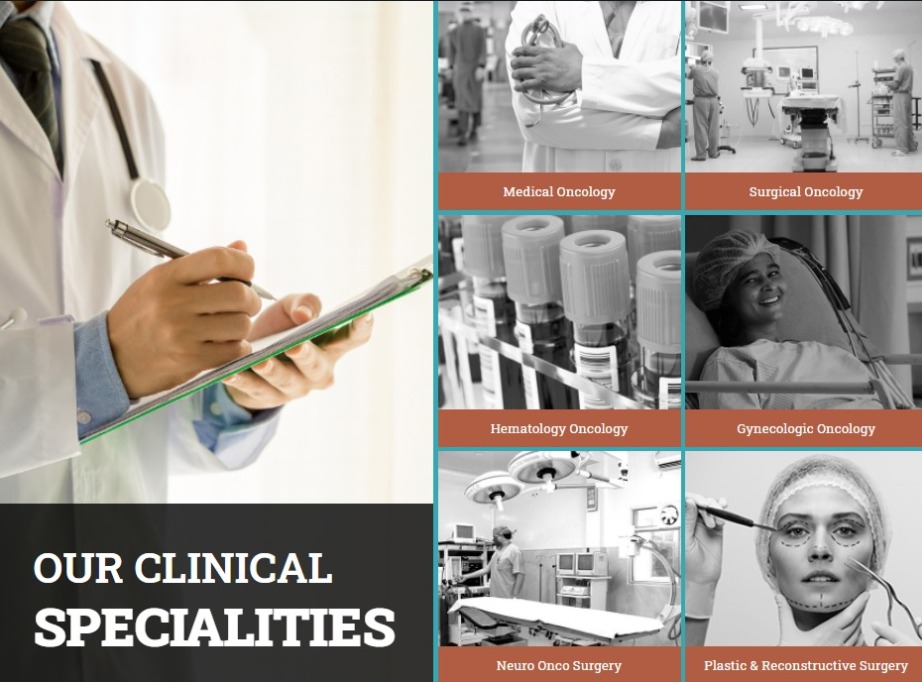 OUR CLINICAL
SPECIALITIES
Medical Oncology
Surgical Oncology
Hematology Oncology
Gynecologic Oncology
Neuro Onco Surgery
Plastic & Reconstructive Surgery